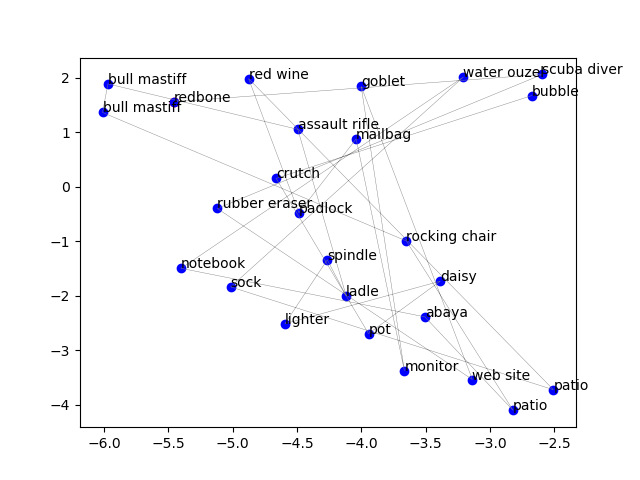 bull mastiff
red wine
goblet
water ouzel
scuba diver
redbone
bubble
bull mastiff
assault rifle
mailbag
crutch
rubber eraser
padlock
rocking chair
notebook
spindle
daisy
sock
ladle
lighter
abaya
pot
monitor
web site
patio
patio
2
1
0
−1
−2
−3
−4
−6.0 −5.5 −5.0 −4.5 −4.0 −3.5 −3.0 −2.5